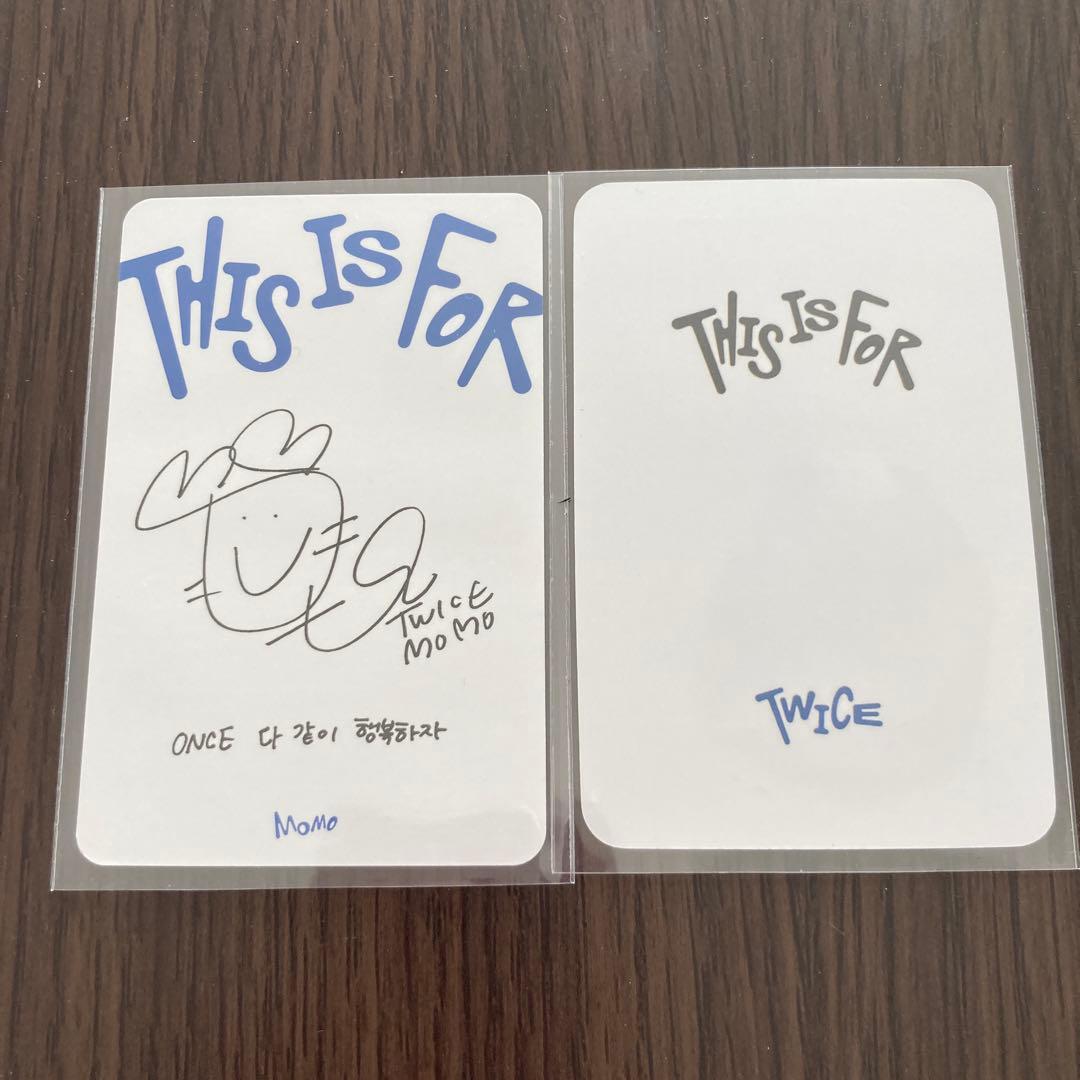 THIS IS FOR
TWICE
MOMO
ONCE 다 같이 행복하자
MOMO
THIS IS FOR
TWICE